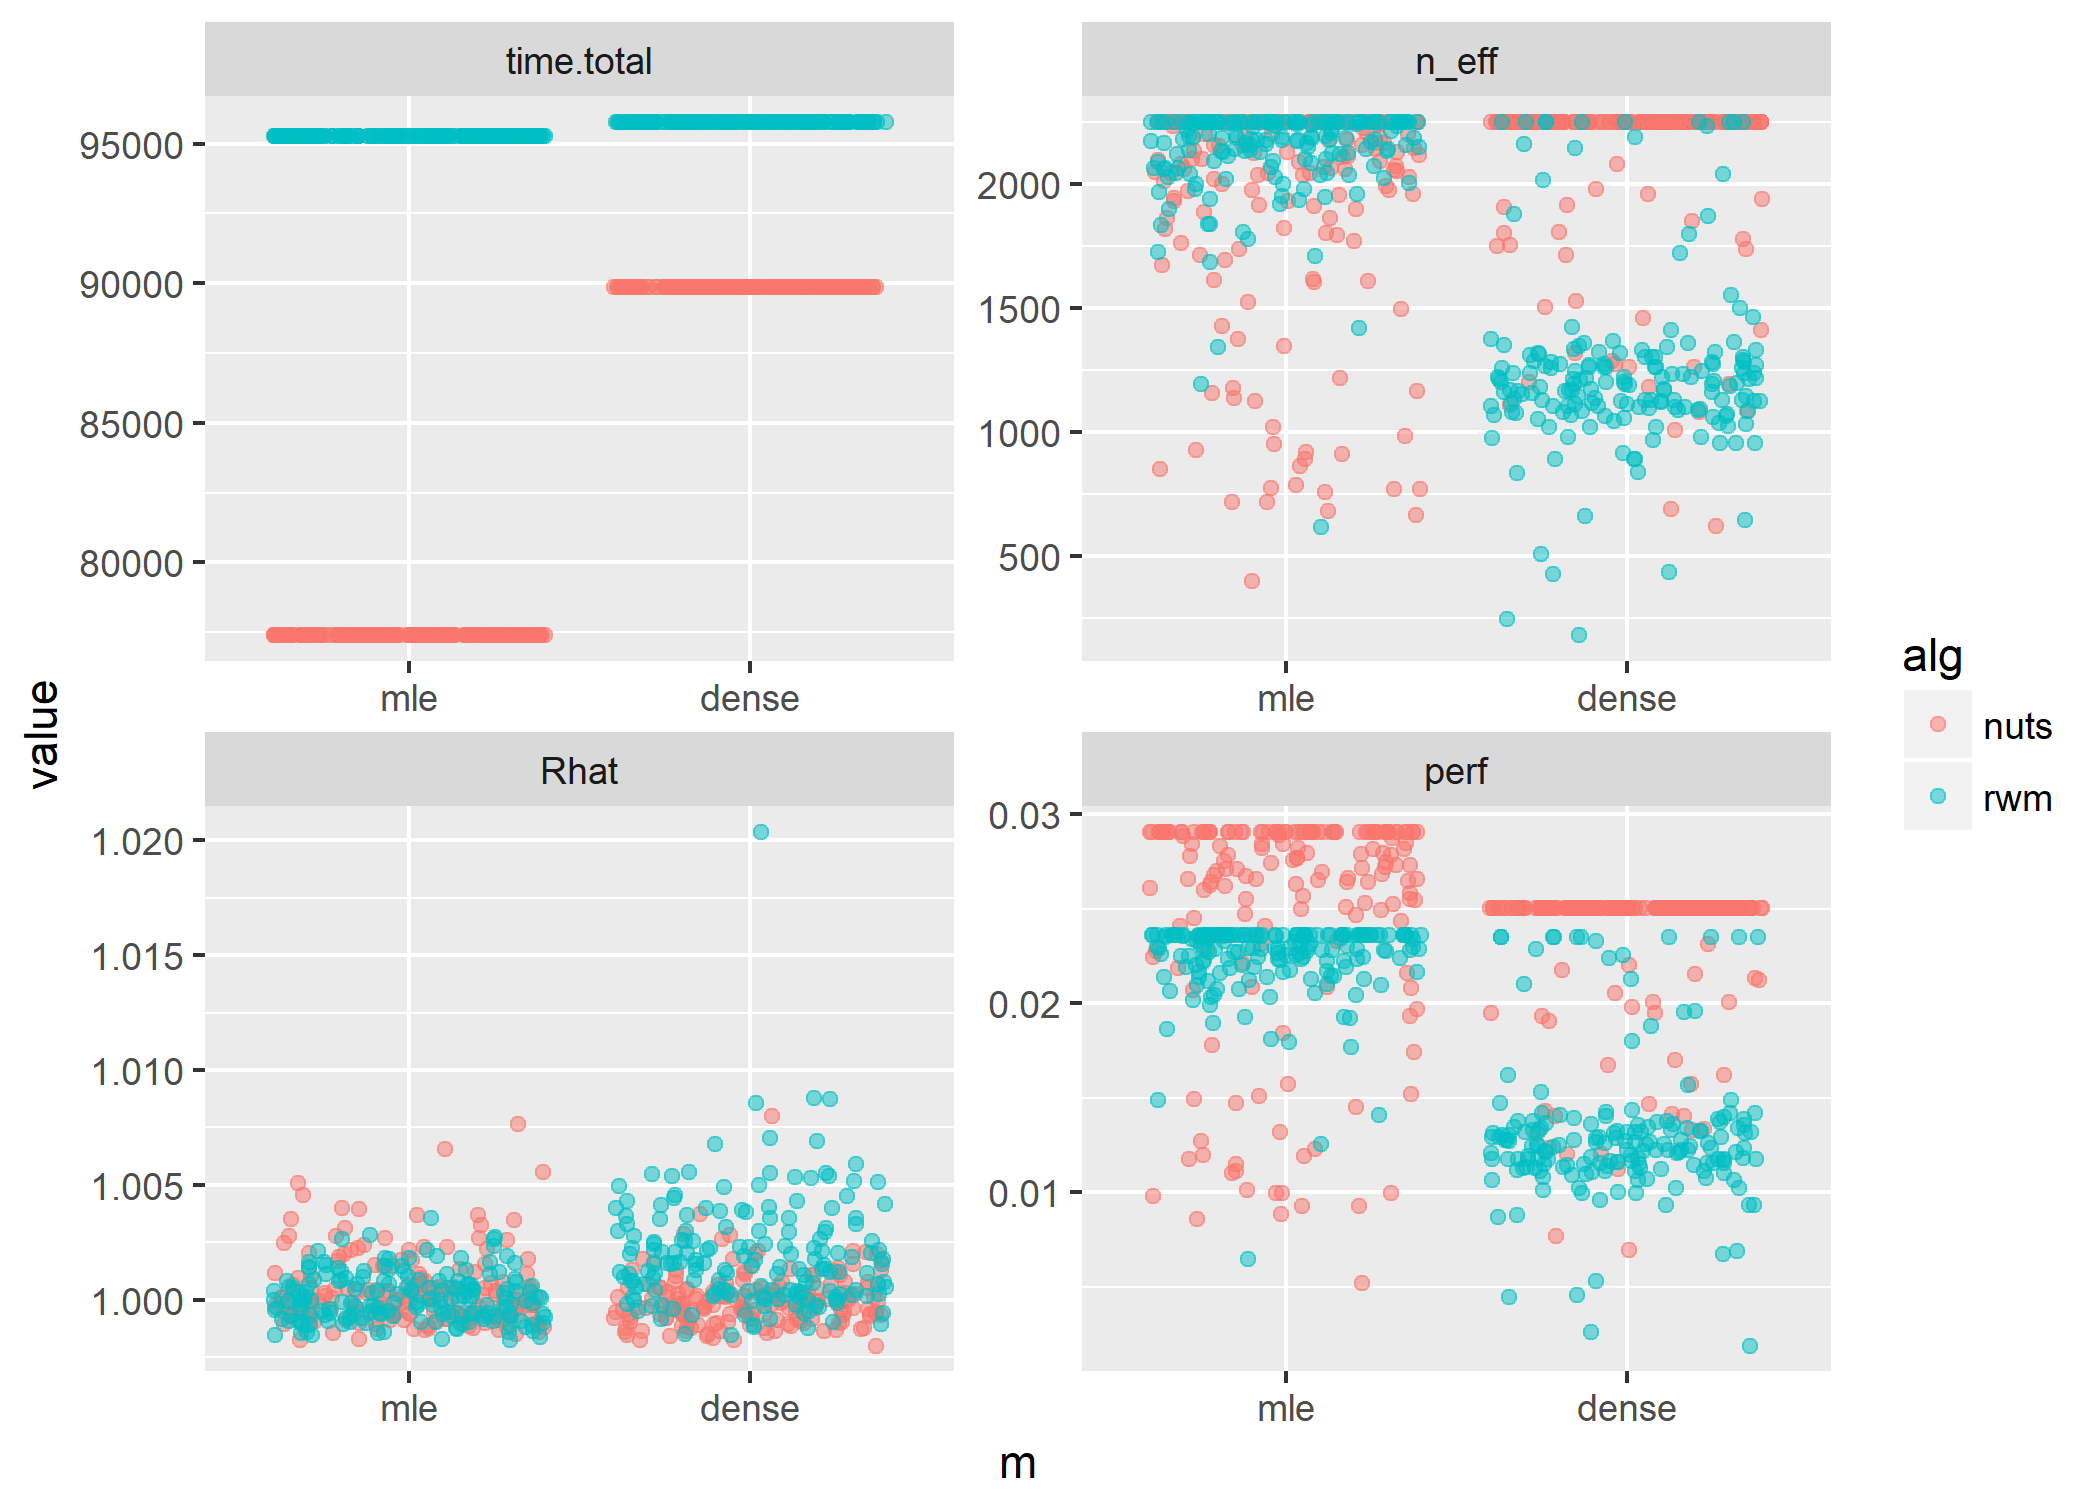 time.total
n_eff
95000
90000
85000
80000
2000
1500
1000
500
mle
dense
mle
dense
value
alg
nuts
rwm
Rhat
perf
1.020
1.015
1.010
1.005
1.000
0.03
0.02
0.01
mle
dense
mle
dense
m